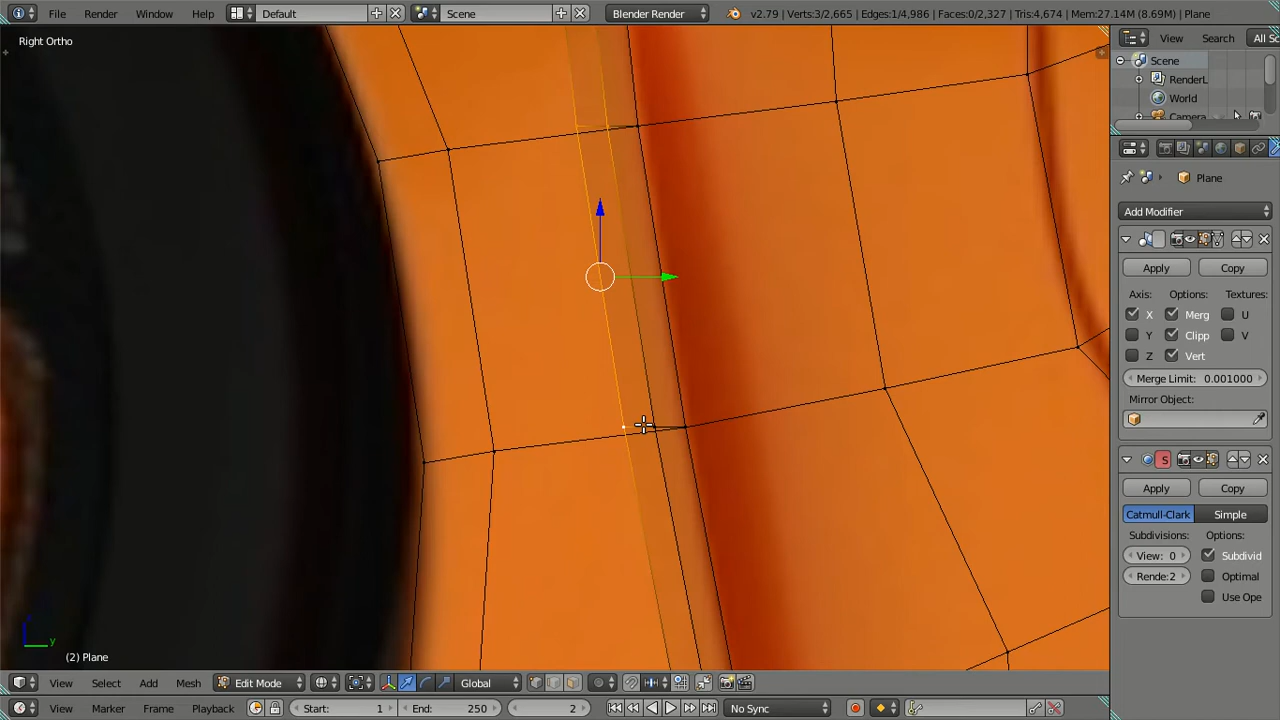 File Render Window Help Default Scene Blender Render v2.79 | Verts:3/2,665 | Edges:1/4,986 | Faces:0/2,327 | Tris:4,674 | Mem:27.14M (8.69M) | Plane
Right Ortho
View Search All Sc
Scene
RenderL
World
Camera
Plane
Add Modifier
Apply Copy
Axis: Options: Textures:
X Merg U
Y Clipp V
Z Vert
Merge Limit: 0.001000
Mirror Object:
S
Apply Copy
Catmull-Clark Simple
Subdivisions: Options:
View: 0 Subdivid
Rende:2 Optimal
Use Ope
y
(2) Plane
View Select Add Mesh Edit Mode Global
View Marker Frame Playback Start: 1 End: 250 2 No Sync